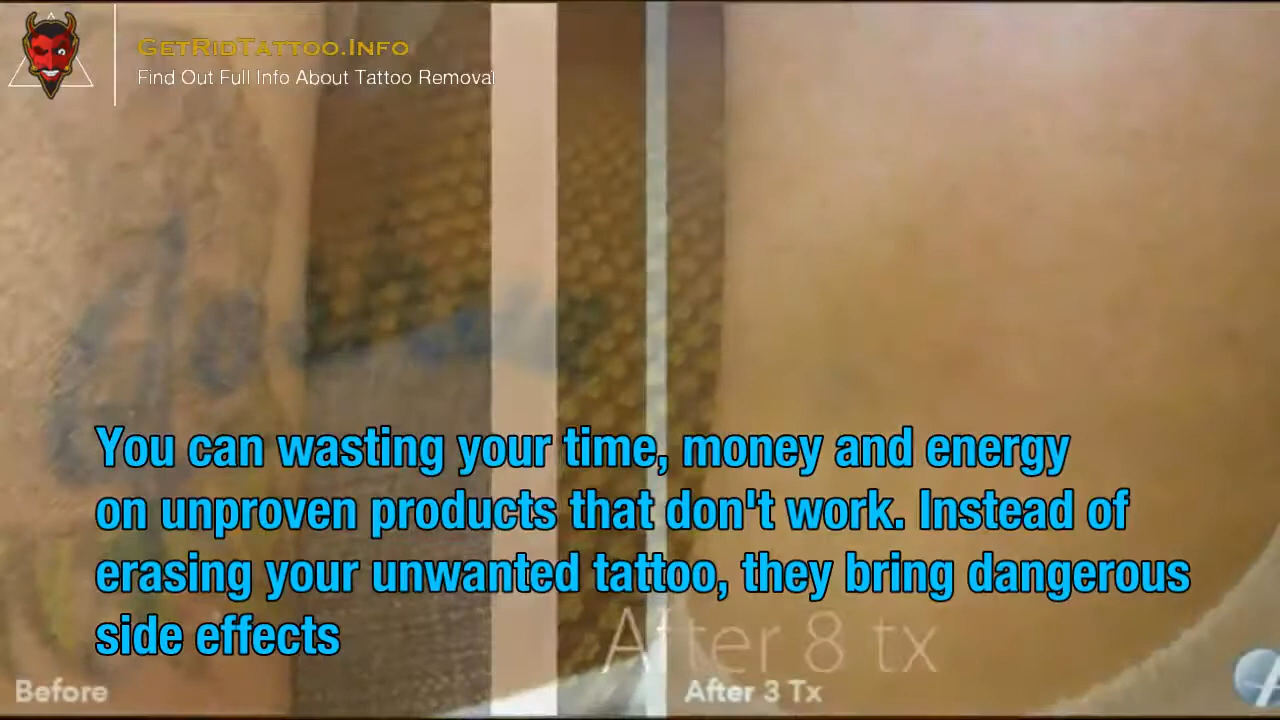 GetRidTattoo.Info
Find Out Full Info About Tattoo Removal
You can wasting your time, money and energy
on unproven products that don't work. Instead of
erasing your unwanted tattoo, they bring dangerous
side effects
After 8 tx
Before
After 3 Tx